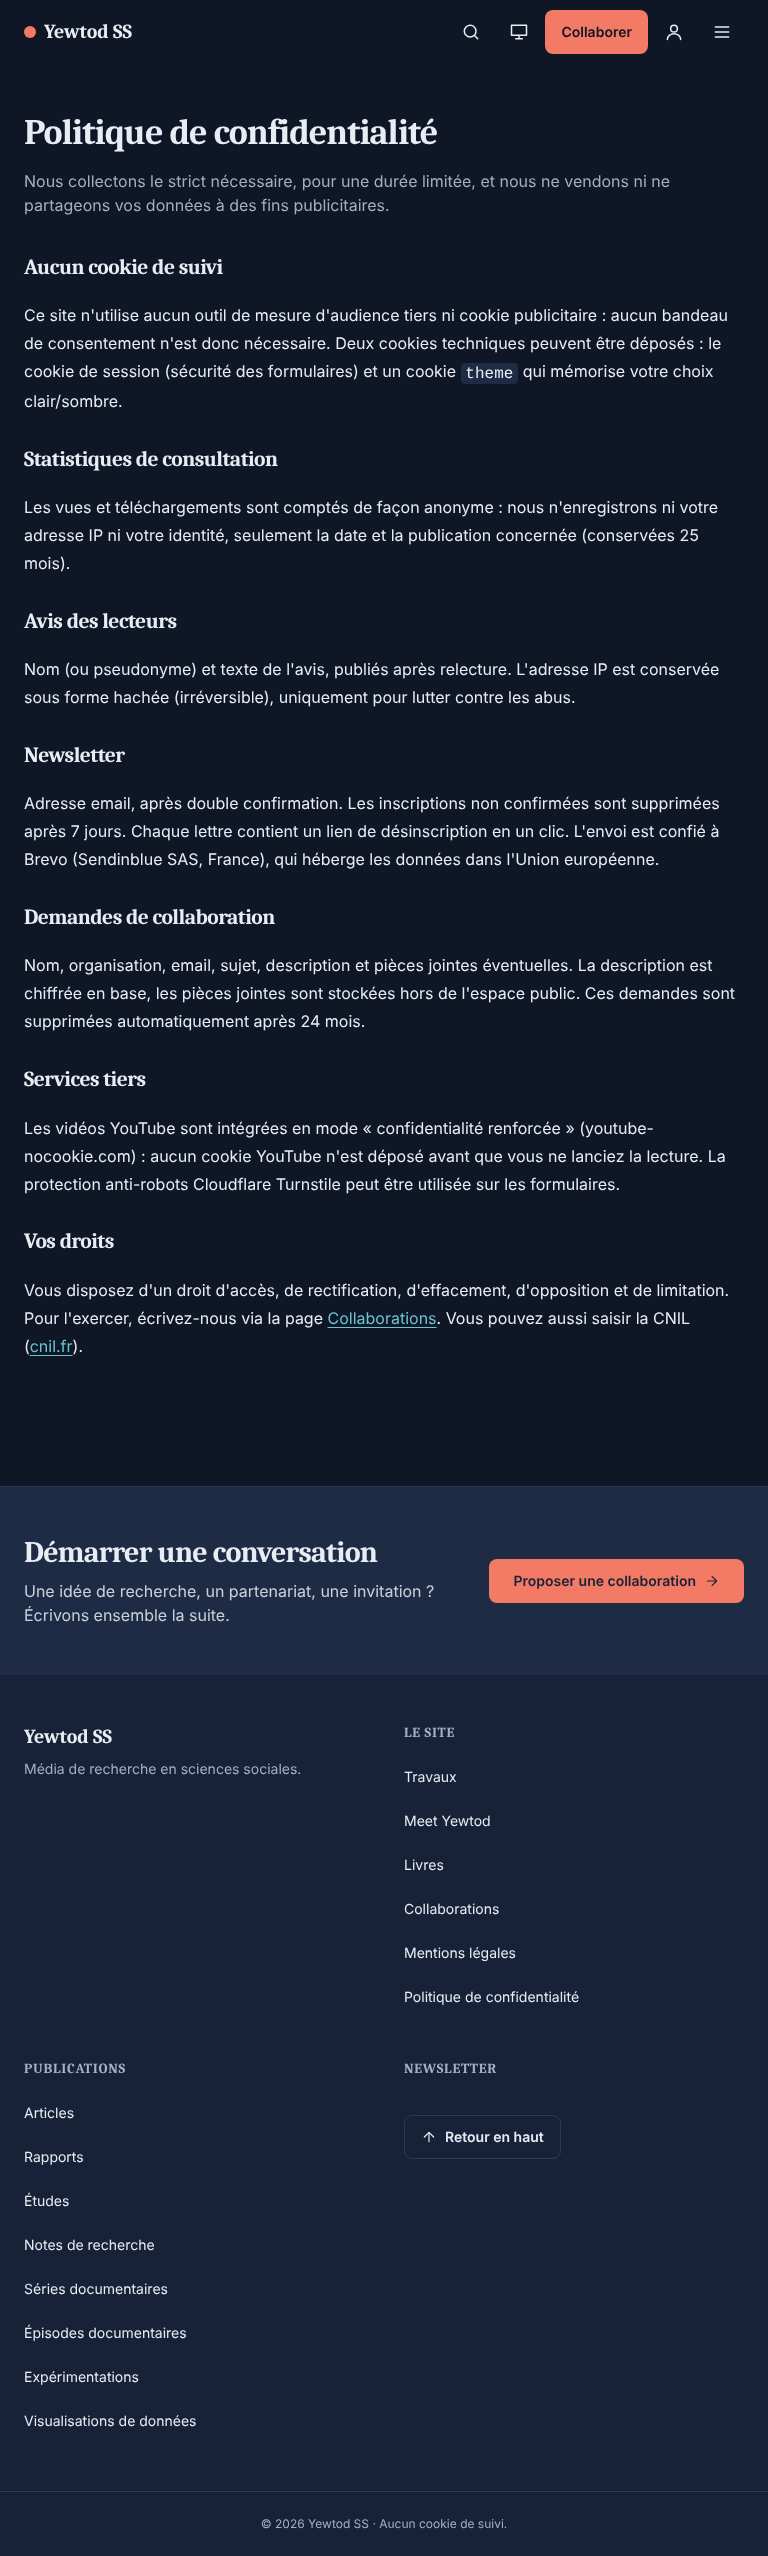 Yewtod SS
Collaborer
Politique de confidentialité
Nous collectons le strict nécessaire, pour une durée limitée, et nous ne vendons ni ne
partageons vos données à des fins publicitaires.
Aucun cookie de suivi
Ce site n'utilise aucun outil de mesure d'audience tiers ni cookie publicitaire : aucun bandeau
de consentement n'est donc nécessaire. Deux cookies techniques peuvent être déposés : le
cookie de session (sécurité des formulaires) et un cookie theme qui mémorise votre choix
clair/sombre.
Statistiques de consultation
Les vues et téléchargements sont comptés de façon anonyme : nous n'enregistrons ni votre
adresse IP ni votre identité, seulement la date et la publication concernée (conservées 25
mois).
Avis des lecteurs
Nom (ou pseudonyme) et texte de l'avis, publiés après relecture. L'adresse IP est conservée
sous forme hachée (irréversible), uniquement pour lutter contre les abus.
Newsletter
Adresse email, après double confirmation. Les inscriptions non confirmées sont supprimées
après 7 jours. Chaque lettre contient un lien de désinscription en un clic. L'envoi est confié à
Brevo (Sendinblue SAS, France), qui héberge les données dans l'Union européenne.
Demandes de collaboration
Nom, organisation, email, sujet, description et pièces jointes éventuelles. La description est
chiffrée en base, les pièces jointes sont stockées hors de l'espace public. Ces demandes sont
supprimées automatiquement après 24 mois.
Services tiers
Les vidéos YouTube sont intégrées en mode « confidentialité renforcée » (youtube-
nocookie.com) : aucun cookie YouTube n'est déposé avant que vous ne lanciez la lecture. La
protection anti-robots Cloudflare Turnstile peut être utilisée sur les formulaires.
Vos droits
Vous disposez d'un droit d'accès, de rectification, d'effacement, d'opposition et de limitation.
Pour l'exercer, écrivez-nous via la page Collaborations. Vous pouvez aussi saisir la CNIL
(cnil.fr).
Démarrer une conversation
Une idée de recherche, un partenariat, une invitation ?
Écrivons ensemble la suite.
Proposer une collaboration
Yewtod SS
Média de recherche en sciences sociales.
LE SITE
Travaux
Meet Yewtod
Livres
Collaborations
Mentions légales
Politique de confidentialité
PUBLICATIONS
Articles
Rapports
Études
Notes de recherche
Séries documentaires
Épisodes documentaires
Expérimentations
Visualisations de données
NEWSLETTER
Retour en haut
© 2026 Yewtod SS · Aucun cookie de suivi.